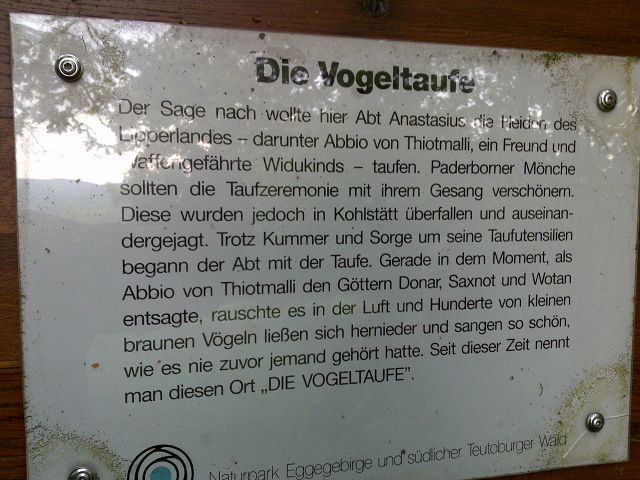 Die Vogeltaufe
Der Sage nach wollte hier Abt Anastasius die Heiden des
Lipperlandes – darunter Abbio von Thiotmalli, ein Freund und
Waffengefährte Widukinds – taufen. Paderborner Mönche
sollten die Taufzeremonie mit ihrem Gesang verschönern.
Diese wurden jedoch in Kohlstätt überfallen und auseinan-
dergejagt. Trotz Kummer und Sorge um seine Taufutensilien
begann der Abt mit der Taufe. Gerade in dem Moment, als
Abbio von Thiotmalli den Göttern Donar, Saxnot und Wotan
entsagte, rauschte es in der Luft und Hunderte von kleinen
braunen Vögeln ließen sich hernieder und sangen so schön,
wie es nie zuvor jemand gehört hatte. Seit dieser Zeit nennt
man diesen Ort „DIE VOGELTAUFE”.
Naturpark Eggegebirge und südlicher Teutoburger Wald